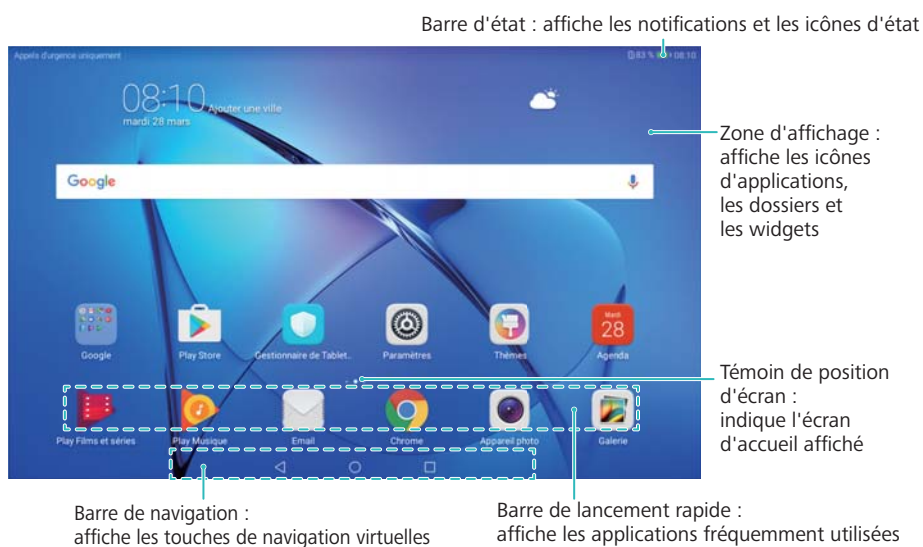 Barre d'état : affiche les notifications et les icônes d'état
Appels d'urgence uniquement
83 % 08:10
08:10 Ajouter une ville
mardi 28 mars
Zone d'affichage :
affiche les icônes
d'applications,
les dossiers et
les widgets
Google
Mardi
28
Google Play Store Gestionnaire de Tablet.. Paramètres Thèmes Agenda
Témoin de position
d'écran :
indique l'écran
d'accueil affiché
Play Films et séries Play Musique Email Chrome Appareil photo Galerie
Barre de navigation :
affiche les touches de navigation virtuelles
Barre de lancement rapide :
affiche les applications fréquemment utilisées